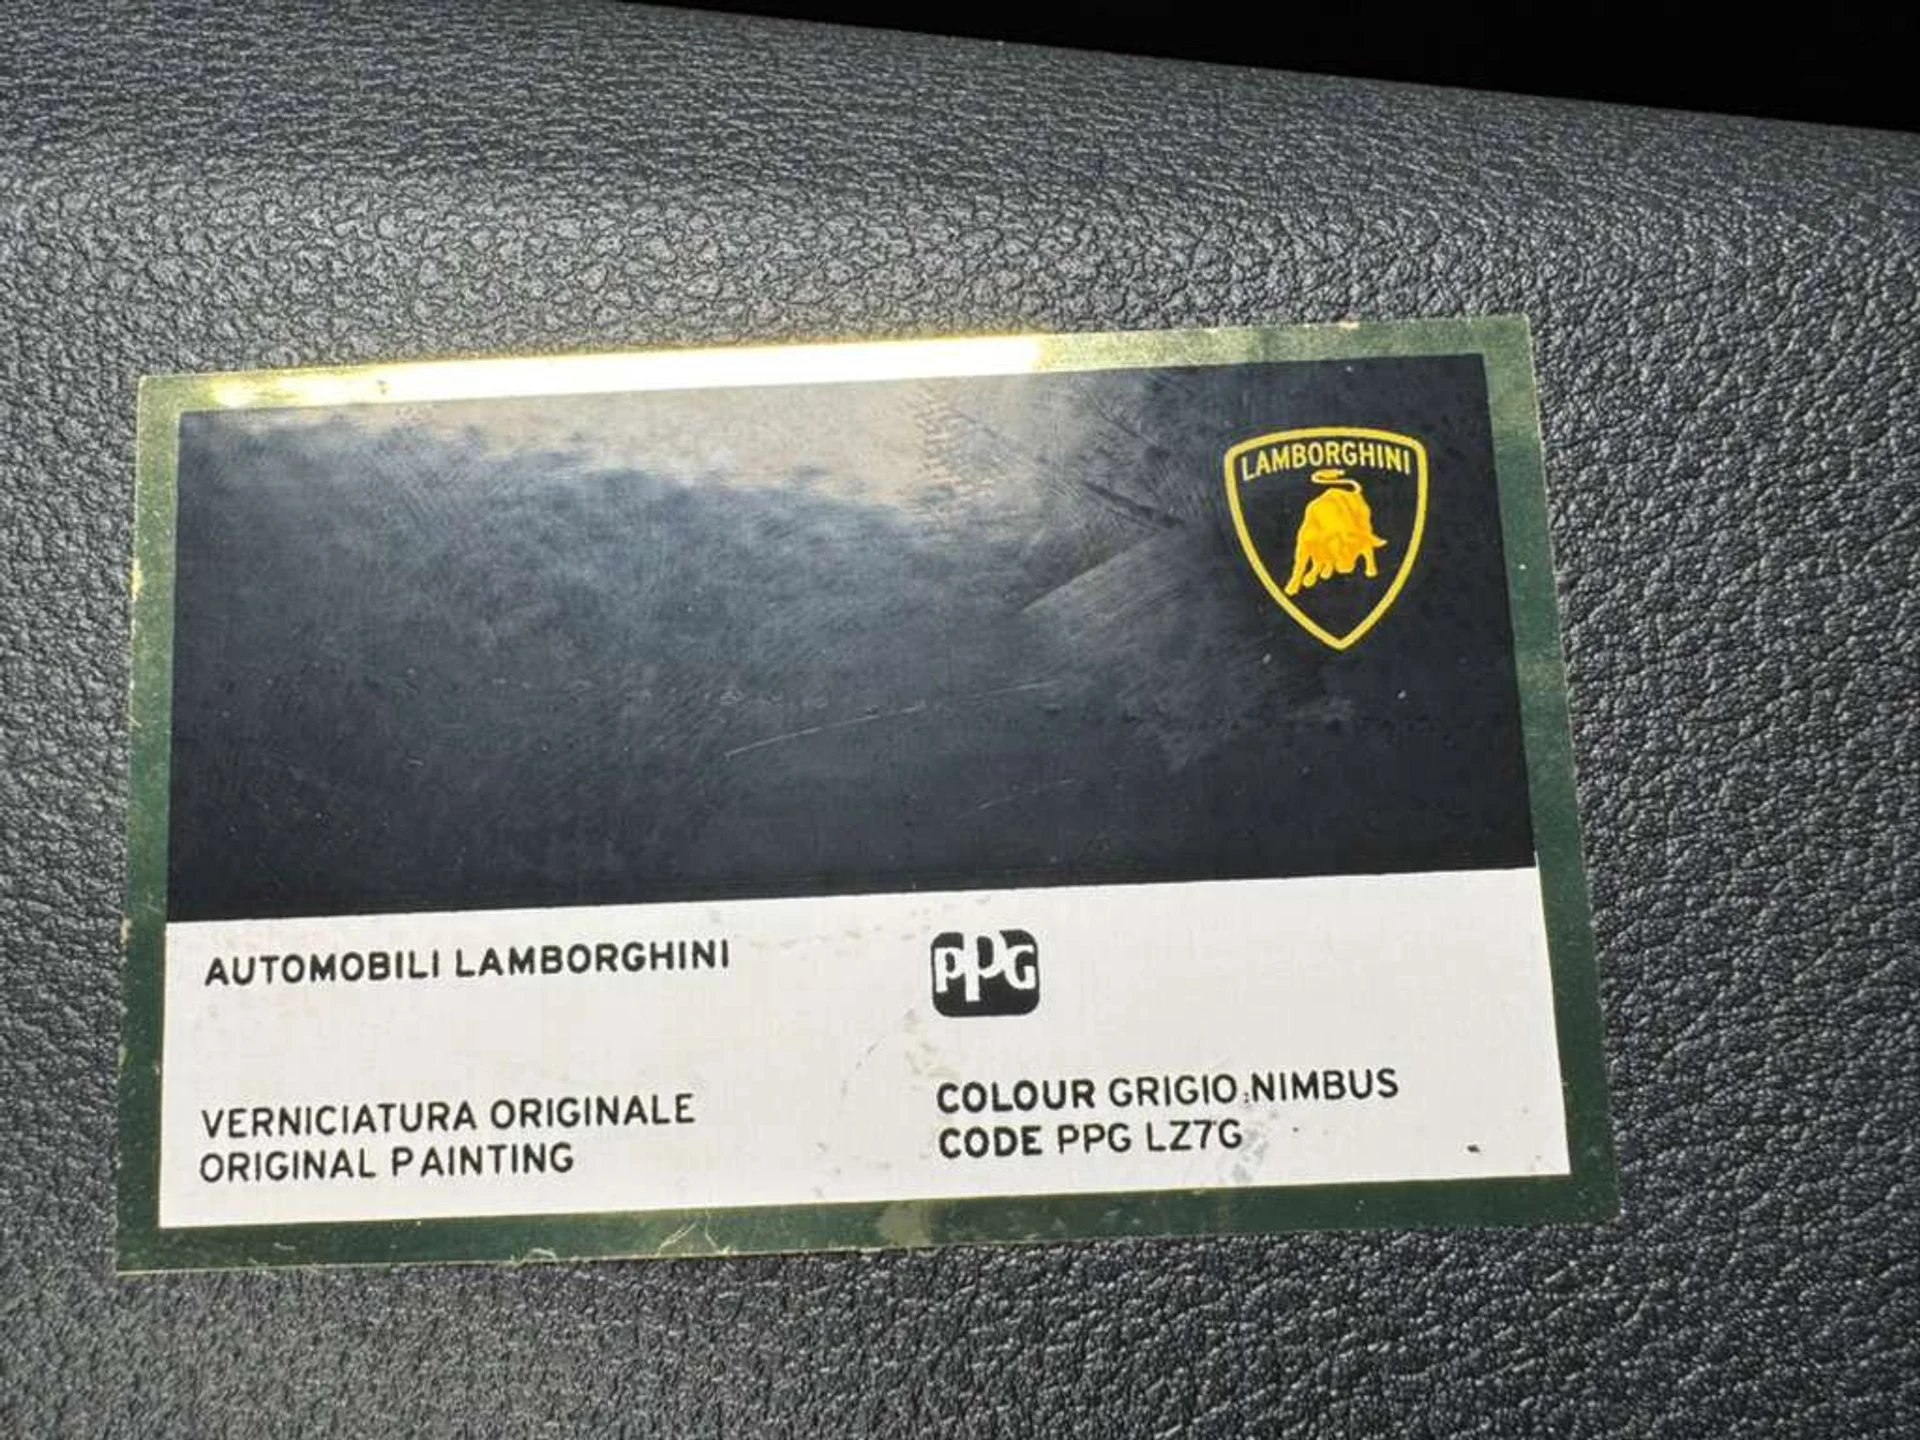 LAMBORGHINI
AUTOMOBILI LAMBORGHINI
PPG
VERNICIATURA ORIGINALE
ORIGINAL PAINTING
COLOUR GRIGIO NIMBUS
CODE PPG LZ7G